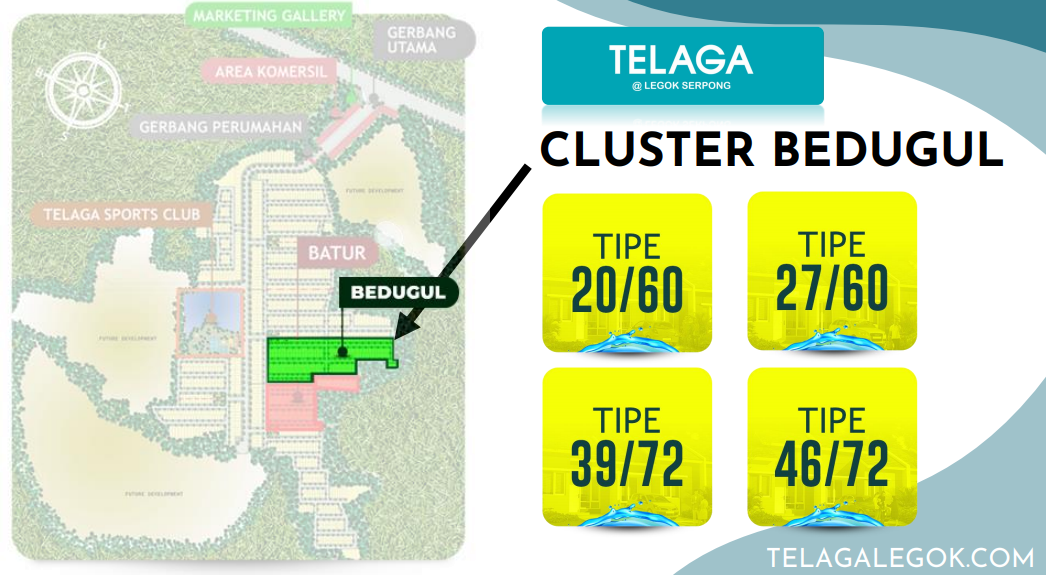 MARKETING GALLERY
GERBANG
UTAMA
AREA KOMERSIL
GERBANG PERUMAHAN
FUTURE DEVELOPMENT
TELAGA SPORTS CLUB
BATUR
BEDUGUL
FUTURE DEVELOPMENT
FUTURE DEVELOPMENT
TELAGA
@ LEGOK SERPONG
CLUSTER BEDUGUL
TIPE
20/60
TIPE
27/60
TIPE
39/72
TIPE
46/72
TELAGALEGOK.COM